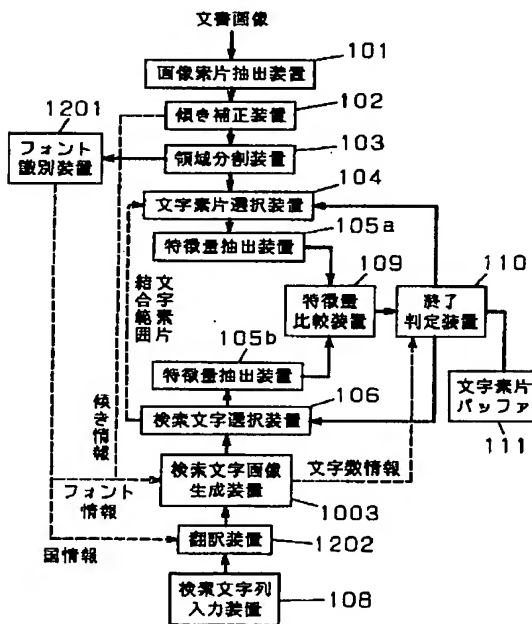 文書画像
101
画像素片抽出装置
102
傾き補正装置
1201
フォント
識別装置
103
領域分割装置
104
文字素片選択装置
105a
特徴量抽出装置
文字素片
結合範囲
109
特徴量
比較装置
110
終了
判定装置
105b
特徴量抽出装置
文字素片
バッファ
111
106
検索文字選択装置
傾き情報
検索文字画像
生成装置
文字数情報
1003
フォント
情報
国情報
翻訳装置
1202
検索文字列
入力装置
108